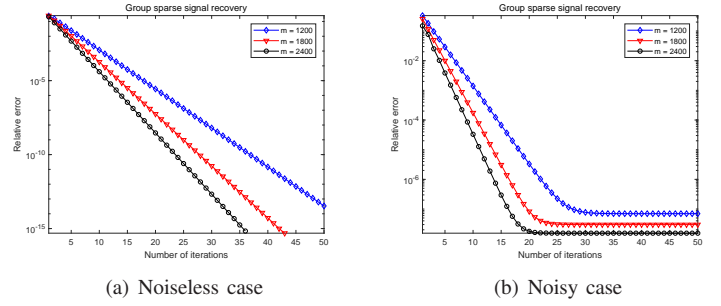 Group sparse signal recovery
m = 1200
m = 1800
m = 2400
10^-5
10^-10
10^-15
Relative error
5 10 15 20 25 30 35 40 45 50
Number of iterations
(a) Noiseless case
Group sparse signal recovery
m = 1200
m = 1800
m = 2400
10^-2
10^-4
10^-6
Relative error
5 10 15 20 25 30 35 40 45 50
Number of iterations
(b) Noisy case